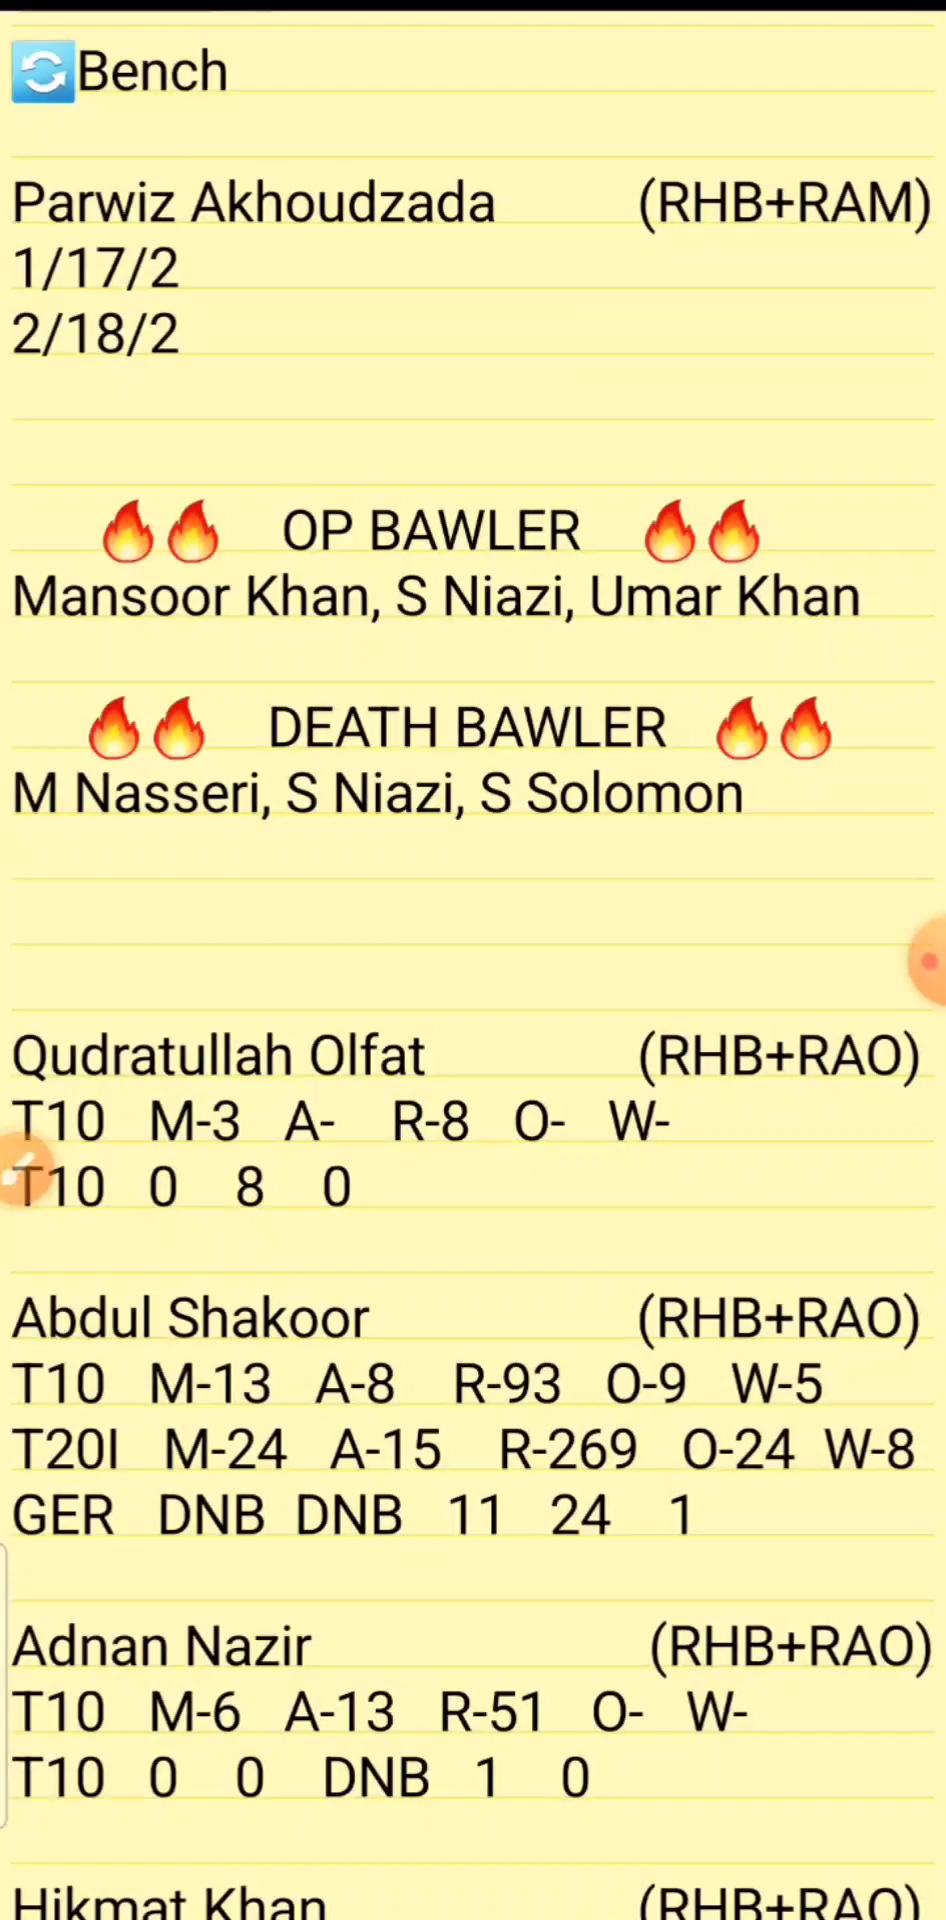 Bench
Parwiz Akhoudzada (RHB+RAM)
1/17/2
2/18/2
OP BAWLER
Mansoor Khan, S Niazi, Umar Khan
DEATH BAWLER
M Nasseri, S Niazi, S Solomon
Qudratullah Olfat (RHB+RAO)
T10 M-3 A- R-8 O- W-
T10 0 8 0
Abdul Shakoor (RHB+RAO)
T10 M-13 A-8 R-93 O-9 W-5
T20I M-24 A-15 R-269 O-24 W-8
GER DNB DNB 11 24 1
Adnan Nazir (RHB+RAO)
T10 M-6 A-13 R-51 O- W-
T10 0 0 DNB 1 0
Hikmat Khan (RHB+RAO)